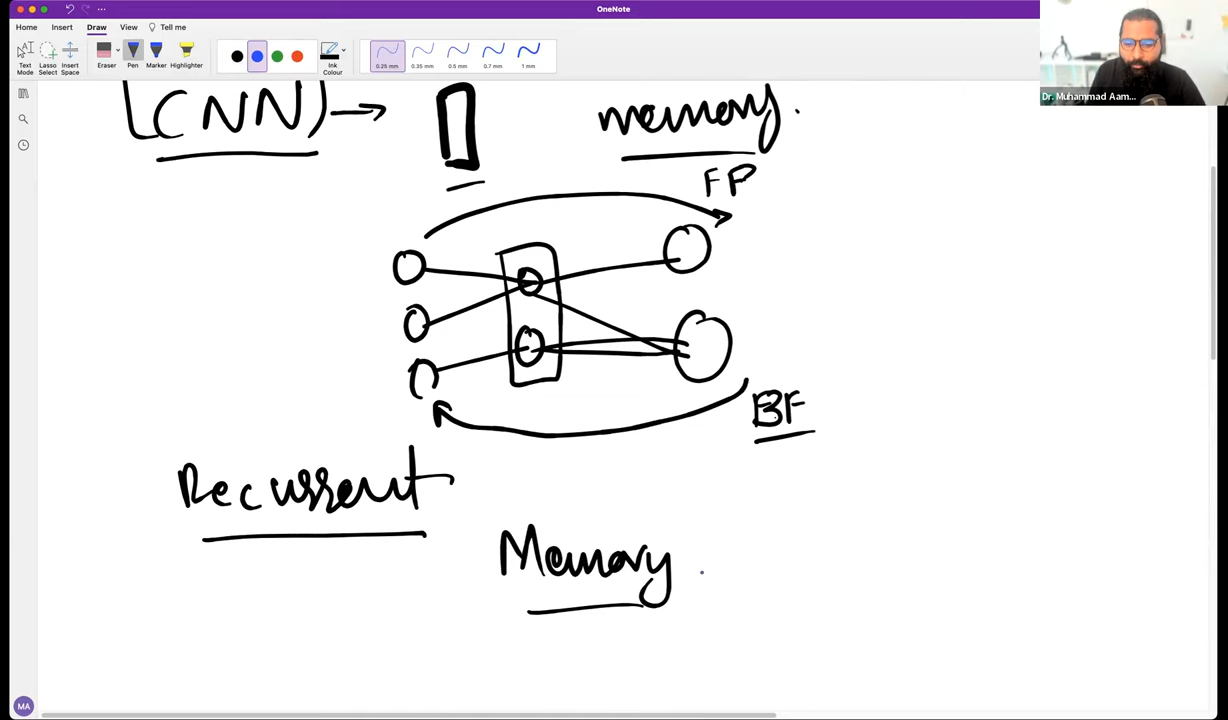 OneNote
Home Insert Draw View Tell me
Text Mode
Lasso Select
Insert Space
Eraser
Pen
Marker
Highlighter
Ink Colour
0.25 mm
0.35 mm
0.5 mm
0.7 mm
1 mm
Dr. Muhammad Aam...
(CNN) → memory.
FP
BF
Recurrent
Memory
MA